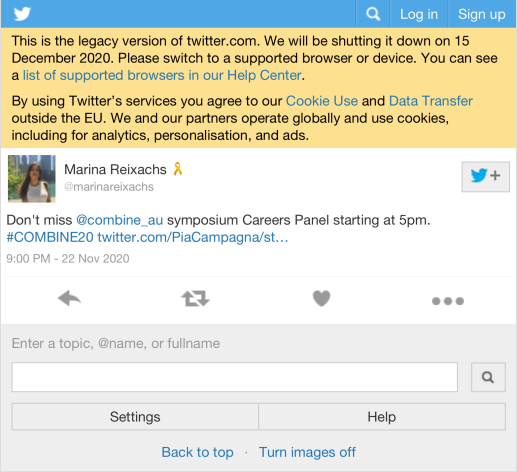 Log in Sign up
This is the legacy version of twitter.com. We will be shutting it down on 15
December 2020. Please switch to a supported browser or device. You can see
a list of supported browsers in our Help Center.
By using Twitter’s services you agree to our Cookie Use and Data Transfer
outside the EU. We and our partners operate globally and use cookies,
including for analytics, personalisation, and ads.
Marina Reixachs 🎗
@marinareixachs
Don't miss @combine_au symposium Careers Panel starting at 5pm.
#COMBINE20 twitter.com/PiaCampagna/st…
9:00 PM - 22 Nov 2020
Enter a topic, @name, or fullname
Settings Help
Back to top · Turn images off